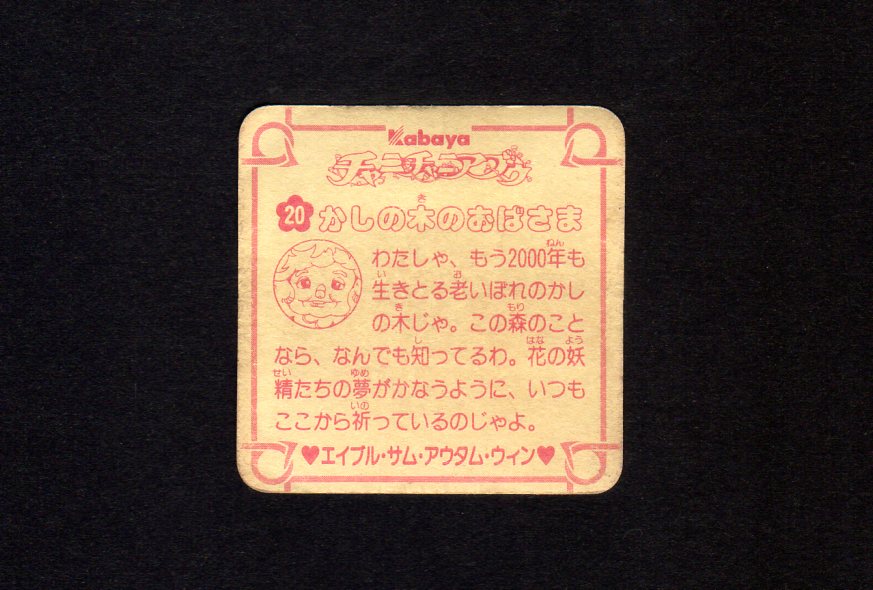 Kabaya
チャミチャミアップル
20 かしの木のおばさま
わたしゃ、もう2000年も
生きとる老いぼれのかし
の木じゃ。この森のこと
なら、なんでも知ってるわ。花の妖
精たちの夢がかなうように、いつも
ここから祈っているのじゃよ。
♥エイプル・サム・アウタム・ウィン♥